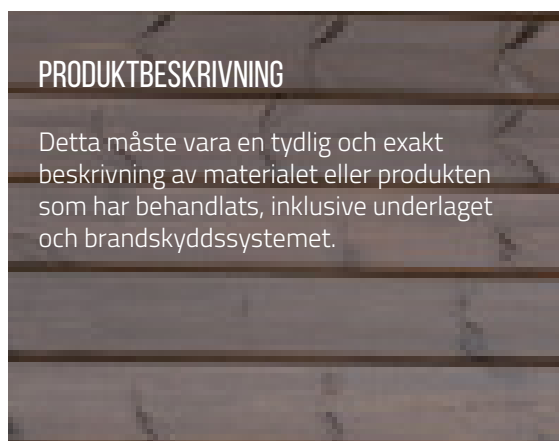 PRODUKTBESKRIVNING
Detta måste vara en tydlig och exakt
beskrivning av materialet eller produkten
som har behandlats, inklusive underlaget
och brandskyddssystemet.